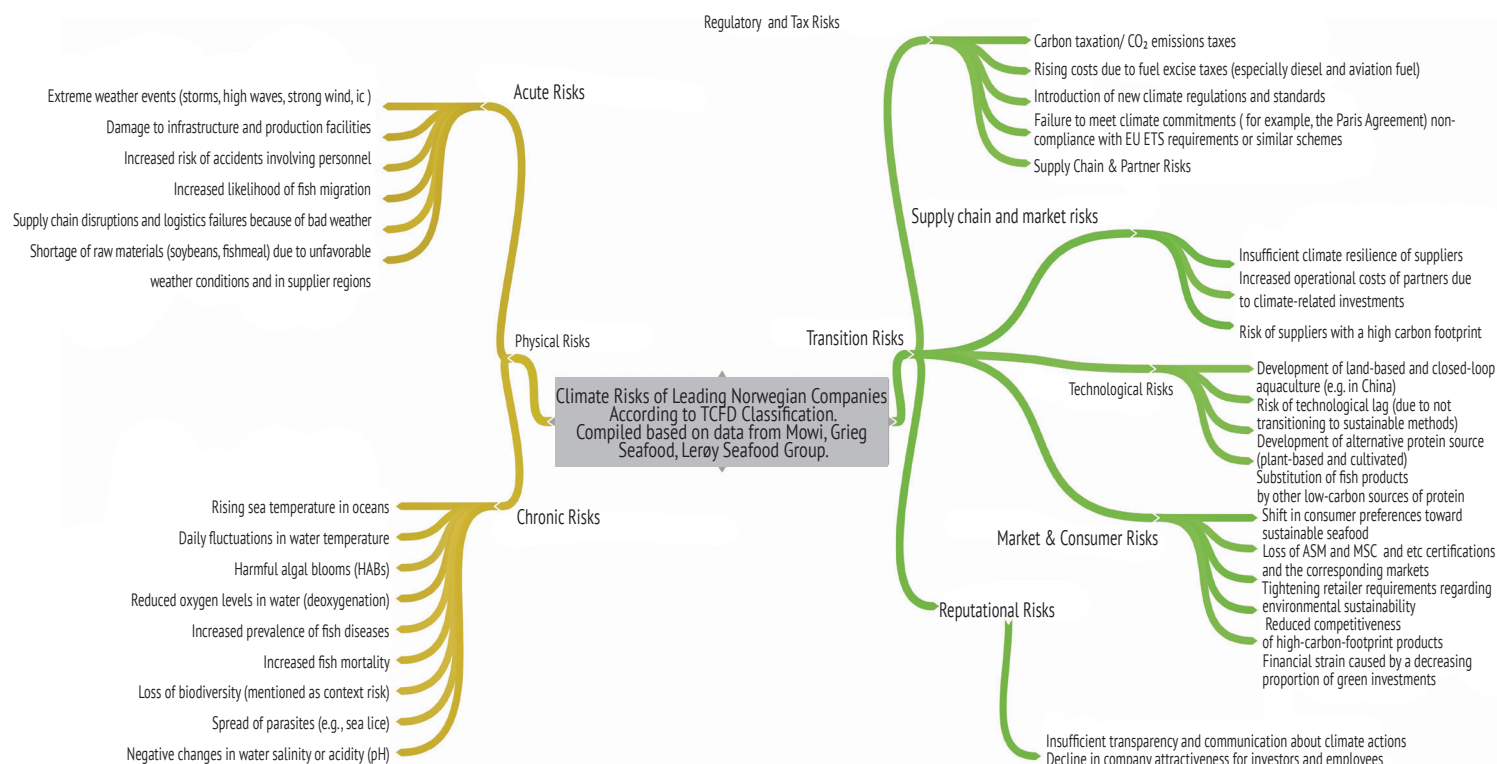 Regulatory and Tax Risks
Carbon taxation/ CO₂ emissions taxes
Rising costs due to fuel excise taxes (especially diesel and aviation fuel)
Introduction of new climate regulations and standards
Failure to meet climate commitments ( for example, the Paris Agreement) non-
compliance with EU ETS requirements or similar schemes
Supply Chain & Partner Risks
Acute Risks
Extreme weather events (storms, high waves, strong wind, ic )
Damage to infrastructure and production facilities
Increased risk of accidents involving personnel
Increased likelihood of fish migration
Supply chain disruptions and logistics failures because of bad weather
Shortage of raw materials (soybeans, fishmeal) due to unfavorable
weather conditions and in supplier regions
Supply chain and market risks
Insufficient climate resilience of suppliers
Increased operational costs of partners due
to climate-related investments
Risk of suppliers with a high carbon footprint
Physical Risks
Transition Risks
Climate Risks of Leading Norwegian Companies
According to TCFD Classification.
Compiled based on data from Mowi, Grieg
Seafood, Lerøy Seafood Group.
Technological Risks
Development of land-based and closed-loop
aquaculture (e.g. in China)
Risk of technological lag (due to not
transitioning to sustainable methods)
Development of alternative protein source
(plant-based and cultivated)
Substitution of fish products
by other low-carbon sources of protein
Chronic Risks
Rising sea temperature in oceans
Daily fluctuations in water temperature
Harmful algal blooms (HABs)
Reduced oxygen levels in water (deoxygenation)
Increased prevalence of fish diseases
Increased fish mortality
Loss of biodiversity (mentioned as context risk)
Spread of parasites (e.g., sea lice)
Negative changes in water salinity or acidity (pH)
Market & Consumer Risks
Shift in consumer preferences toward
sustainable seafood
Loss of ASM and MSC and etc certifications
and the corresponding markets
Tightening retailer requirements regarding
environmental sustainability
Reduced competitiveness
of high-carbon-footprint products
Financial strain caused by a decreasing
proportion of green investments
Reputational Risks
Insufficient transparency and communication about climate actions
Decline in company attractiveness for investors and employees